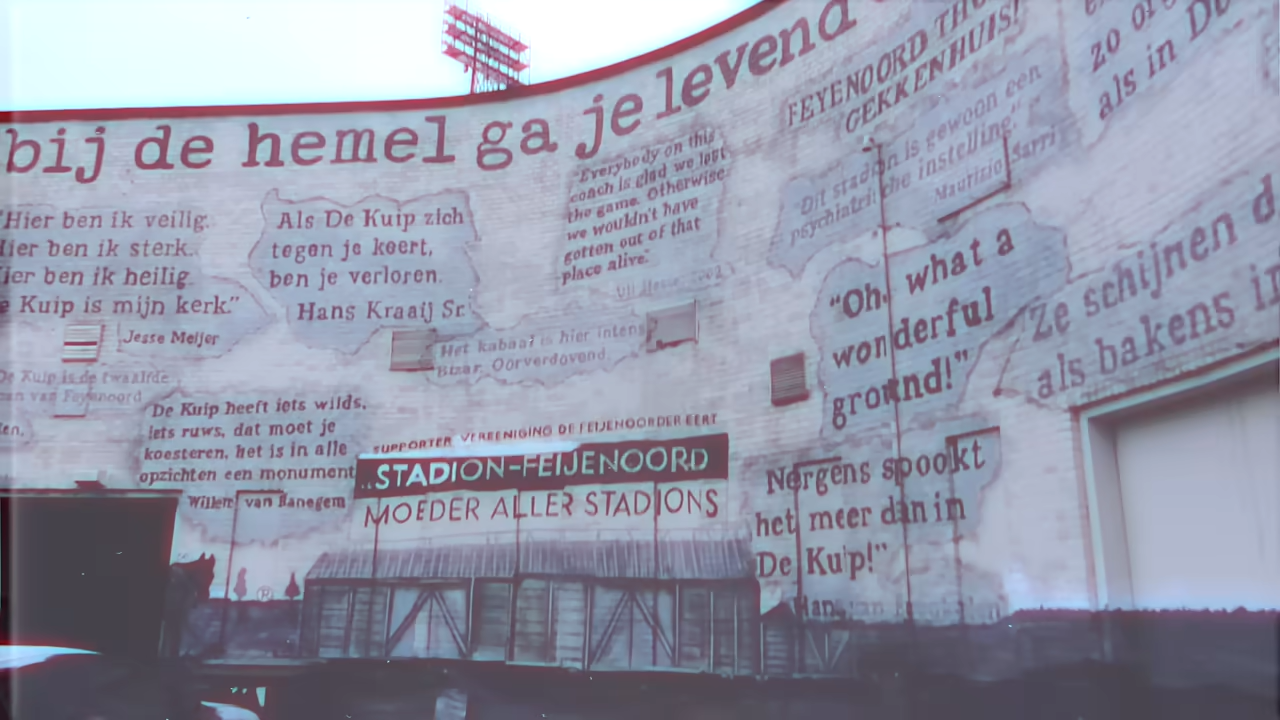 bij de hemel ga je levend
"Hier ben ik veilig.
Hier ben ik sterk.
Hier ben ik heilig.
De Kuip is mijn kerk."
Jesse Meijer
Als De Kuip zich
tegen je keert,
ben je verloren.
Hans Kraaij Sr.
"Everybody on this
coach is glad we lost
the game. Otherwise
we wouldn't have
gotten out of that
place alive."
FEYENOORD
GEKKENHUIS!
"Dit stadion is gewoon een
psychiatrische instelling."
Maurizio Sarri
zo
als in
"Oh, what a
wonderful
ground!"
Ze schijnen
als bakens in
Het kabaal is hier intens
Bizar. Oorverdovend.
De Kuip is de twaalfde
man van Feyenoord
De Kuip heeft iets wilds,
iets ruws, dat moet je
koesteren, het is in alle
opzichten een monument
Willem van Hanegem
SUPPORTER VEREENIGING DE FEIJENOORDER EERT
„STADION-FEIJENOORD
MOEDER ALLER STADIONS
Nergens spookt
het meer dan in
De Kuip!"
®